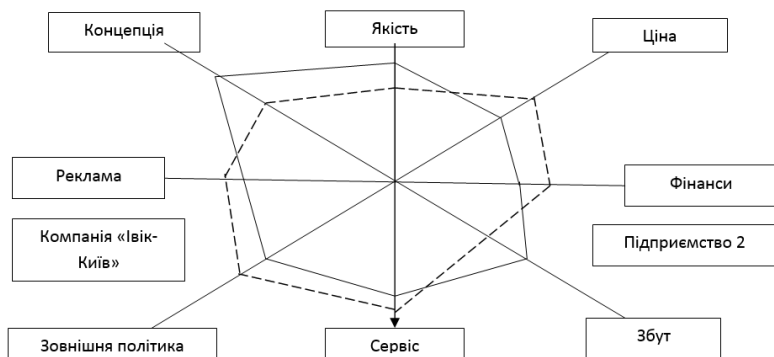 Концепція
Якість
Ціна
Реклама
Фінанси
Компанія «Івік-
Київ»
Підприємство 2
Зовнішня політика
Сервіс
Збут